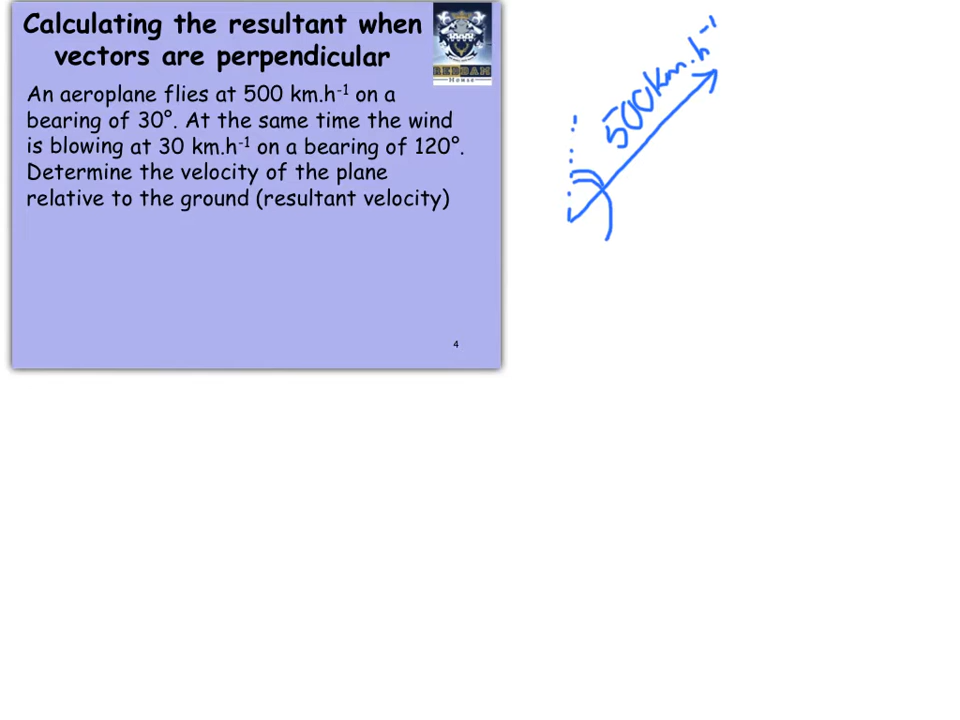 Calculating the resultant when
vectors are perpendicular
REDDAM
House
An aeroplane flies at 500 km.h⁻¹ on a
bearing of 30°. At the same time the wind
is blowing at 30 km.h⁻¹ on a bearing of 120°.
Determine the velocity of the plane
relative to the ground (resultant velocity)
4
500km.h⁻¹